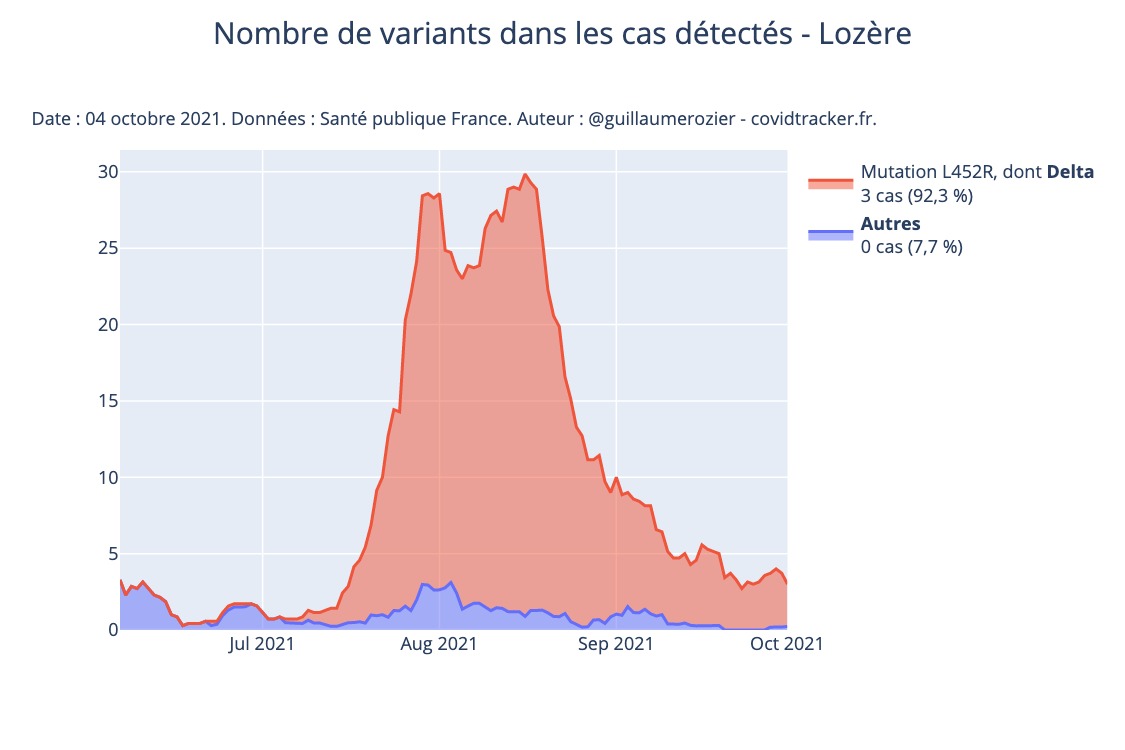 Nombre de variants dans les cas détectés - Lozère
Date : 04 octobre 2021. Données : Santé publique France. Auteur : @guillaumerozier - covidtracker.fr.
30
25
20
15
10
5
0
Jul 2021
Aug 2021
Sep 2021
Oct 2021
Mutation L452R, dont Delta
3 cas (92,3 %)
Autres
0 cas (7,7 %)